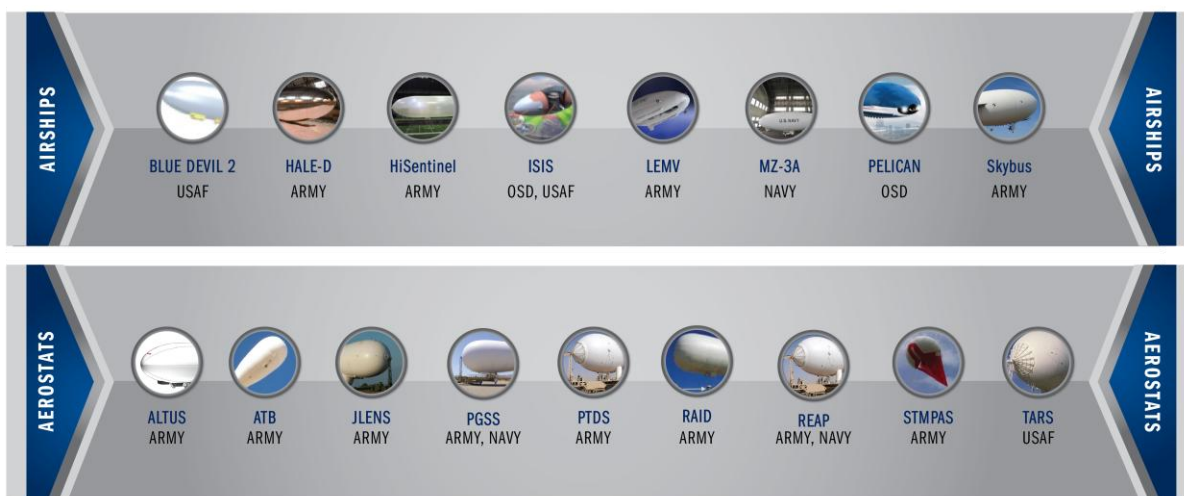 AIRSHIPS
BLUE DEVIL 2
USAF
HALE-D
ARMY
HiSentinel
ARMY
ISIS
OSD, USAF
LEMV
ARMY
MZ-3A
NAVY
U.S. NAVY
PELICAN
OSD
Skybus
ARMY
AIRSHIPS
AEROSTATS
ALTUS
ARMY
ATB
ARMY
JLENS
ARMY
PGSS
ARMY, NAVY
PTDS
ARMY
RAID
ARMY
REAP
ARMY, NAVY
STMPAS
ARMY
TARS
USAF
AEROSTATS